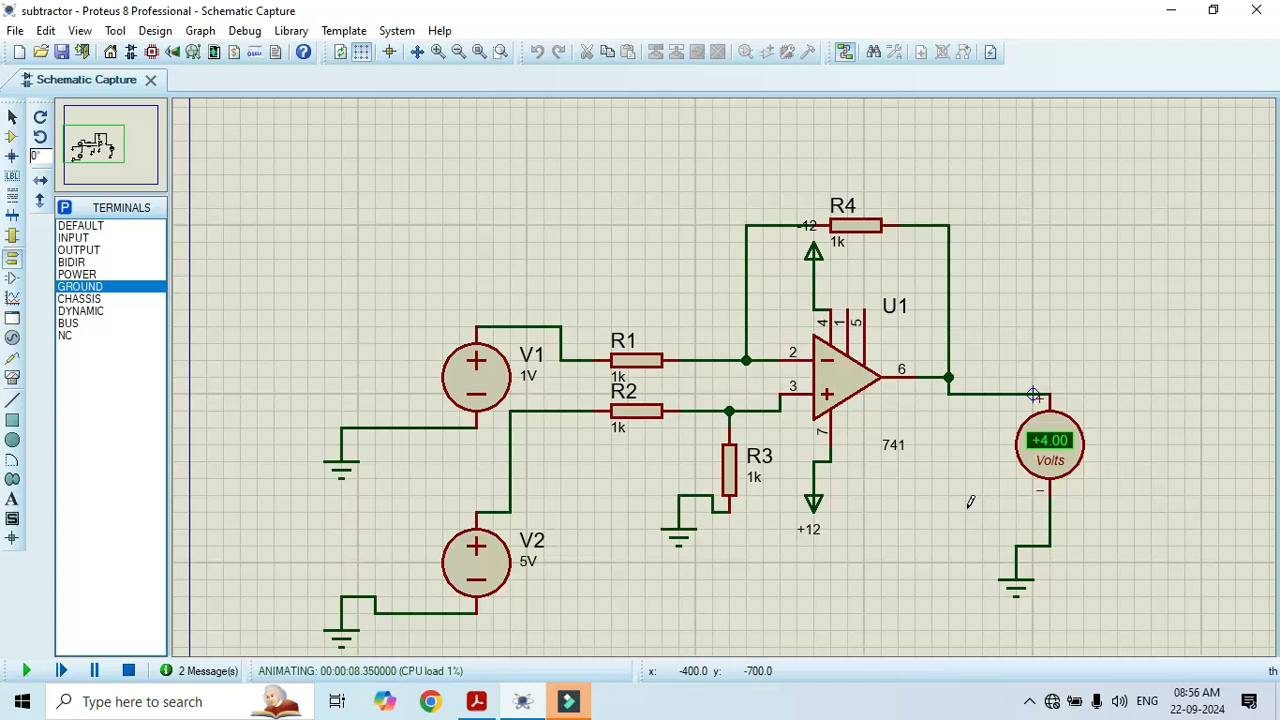 subtractor - Proteus 8 Professional - Schematic Capture
File Edit View Tool Design Graph Debug Library Template System Help
Schematic Capture
LBL
0°
P TERMINALS
DEFAULT
INPUT
OUTPUT
BIDIR
POWER
GROUND
CHASSIS
DYNAMIC
BUS
NC
A
S
R4
-12
1k
U1
4 1 5
R1
V1
1V
1k
2
6
R2
3
1k
7
741
+4.00
Volts
R3
1k
+12
V2
5V
2 Message(s)
ANIMATING: 00:00:08.350000 (CPU load 1%)
x: -400.0 y: -700.0
th
Type here to search
ENG
08:56 AM
22-09-2024